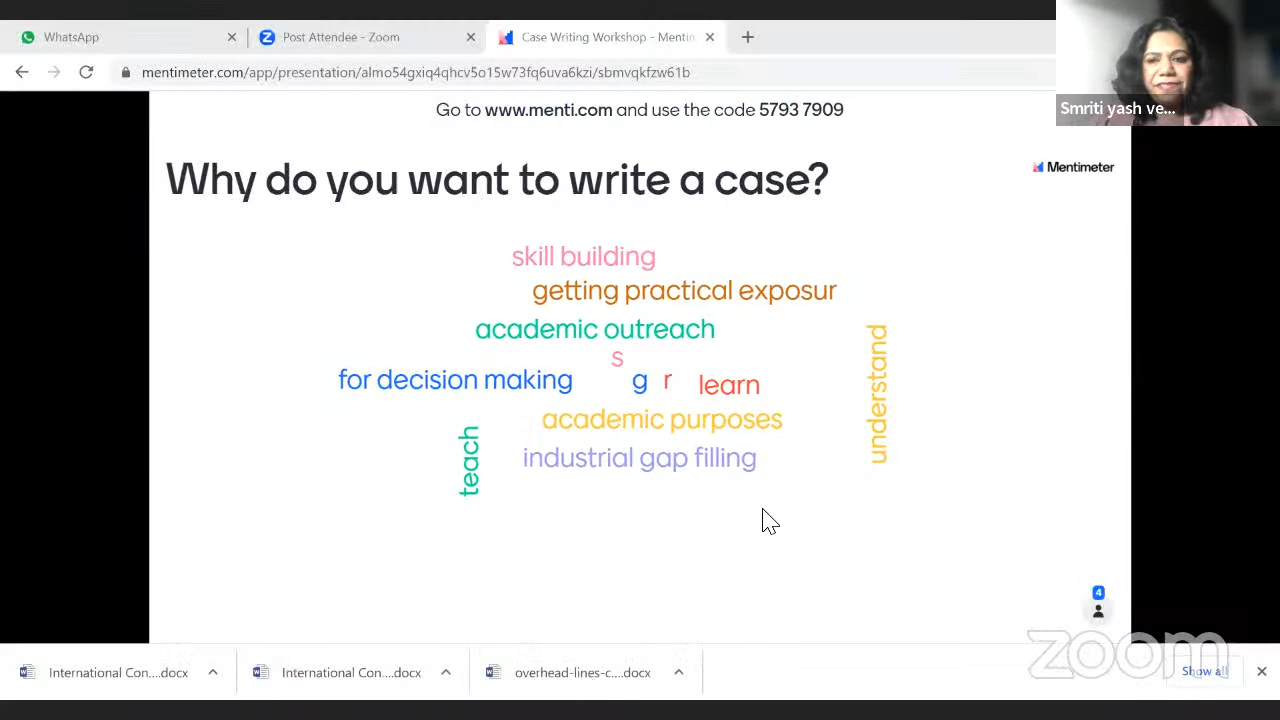 WhatsApp
Post Attendee - Zoom
Case Writing Workshop - Mentin
mentimeter.com/app/presentation/almo54gxiq4qhcv5o15w73fq6uva6kzi/sbmvqkfzw61b
Smriti yash ve...
Go to www.menti.com and use the code 5793 7909
Why do you want to write a case?
Mentimeter
skill building
getting practical exposur
academic outreach
understand
s
for decision making
g
r
learn
academic purposes
teach
industrial gap filling
4
zoom
International Con....docx
International Con....docx
overhead-lines-c....docx
Show all